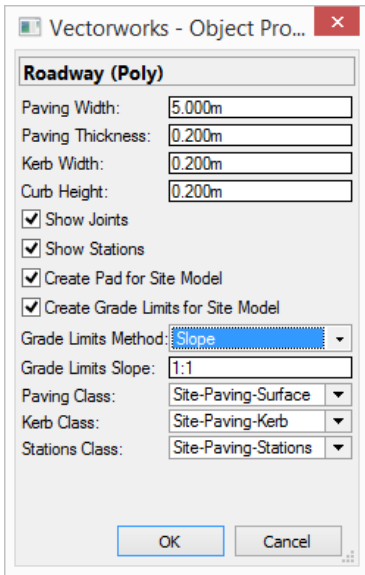 Vectorworks - Object Pro...
Roadway (Poly)
Paving Width: 5.000m
Paving Thickness: 0.200m
Kerb Width: 0.200m
Curb Height: 0.200m
Show Joints
Show Stations
Create Pad for Site Model
Create Grade Limits for Site Model
Grade Limits Method: Slope
Grade Limits Slope: 1:1
Paving Class: Site-Paving-Surface
Kerb Class: Site-Paving-Kerb
Stations Class: Site-Paving-Stations
OK Cancel